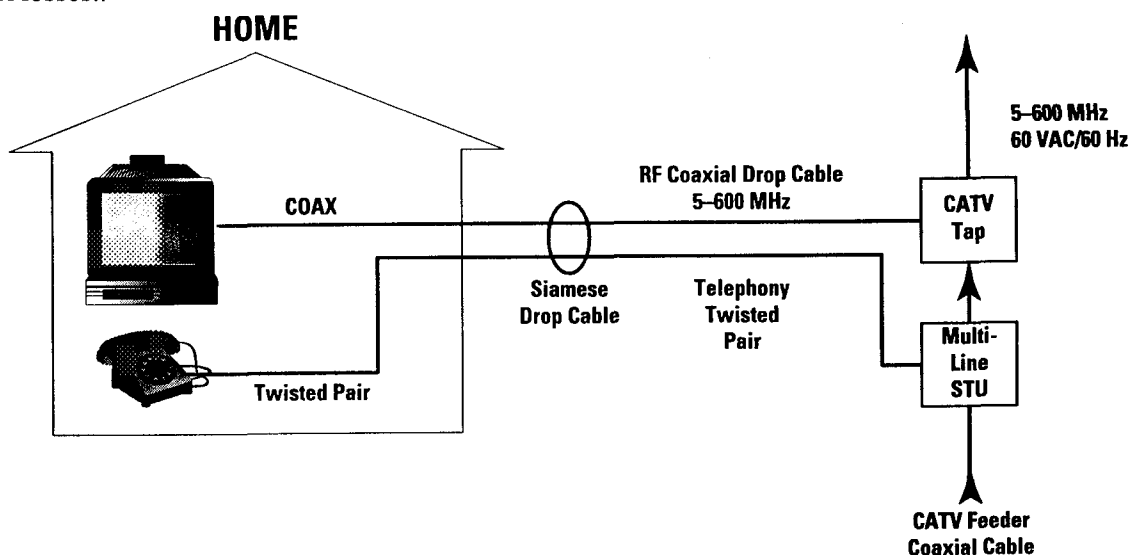 HOME
5–600 MHz
60 VAC/60 Hz
RF Coaxial Drop Cable
5–600 MHz
COAX
CATV
Tap
Siamese
Drop Cable
Telephony
Twisted
Pair
Multi-
Line
STU
Twisted Pair
CATV Feeder
Coaxial Cable